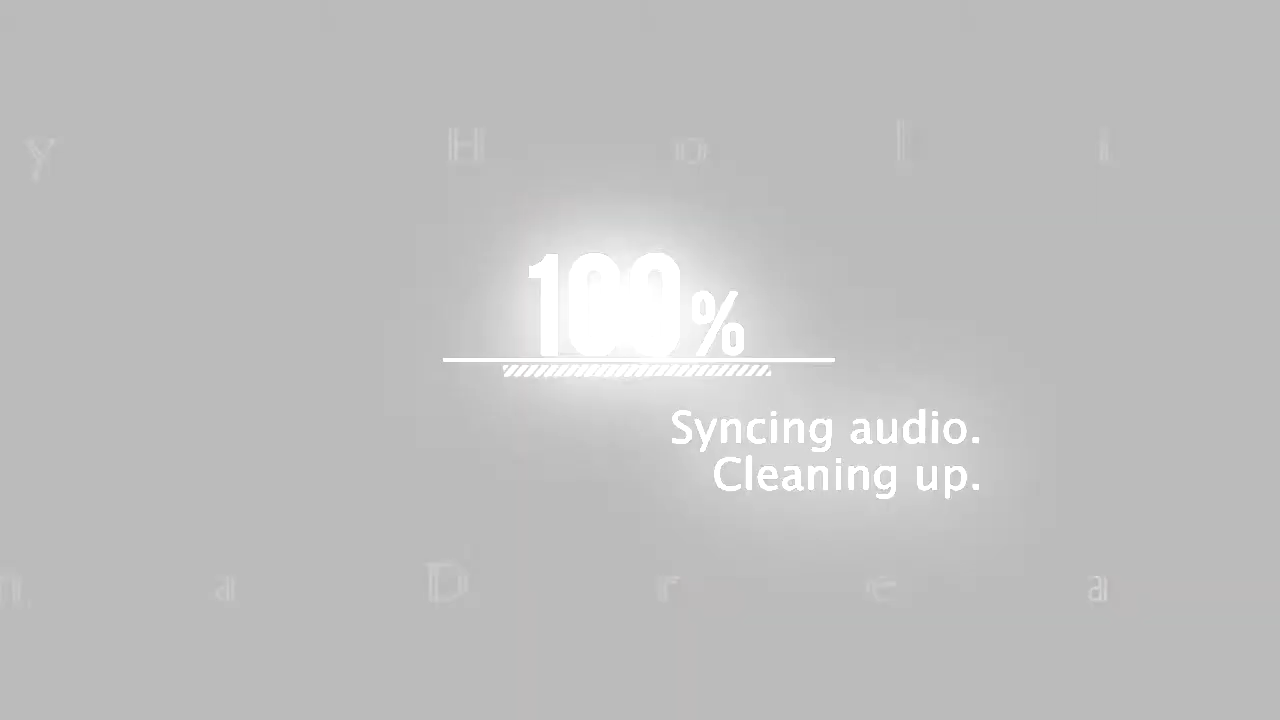 y H o l i
100%
Syncing audio.
Cleaning up.
n a D r e a